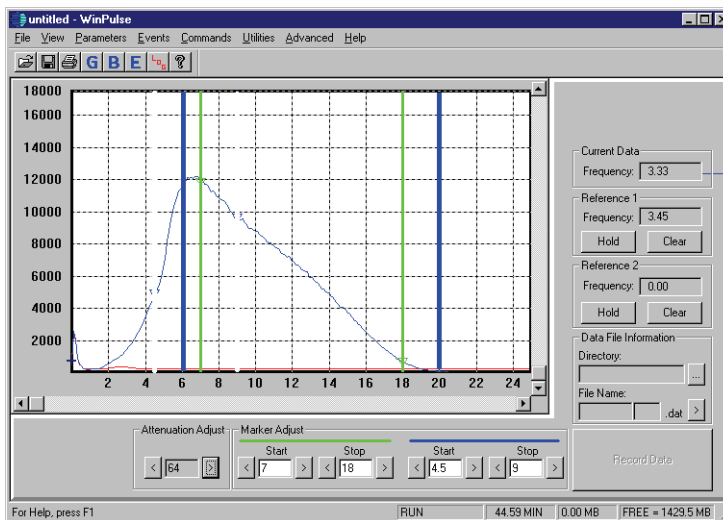 untitled - WinPulse
File View Parameters Events Commands Utilities Advanced Help
G B E LOG ?
18000
16000
14000
12000
10000
8000
6000
4000
2000
2 4 6 8 10 12 14 16 18 20 22 24
Current Data
Frequency: 3.33
Reference 1
Frequency: 3.45
Hold Clear
Reference 2
Frequency: 0.00
Hold Clear
Data File Information
Directory:
...
File Name:
.dat >
Attenuation Adjust
< 64 >
Marker Adjust
Start Stop Start Stop
< 7 > < 18 > < 4.5 > < 9 >
Record Data
For Help, press F1 RUN 44.59 MIN 0.00 MB FREE = 1429.5 MB